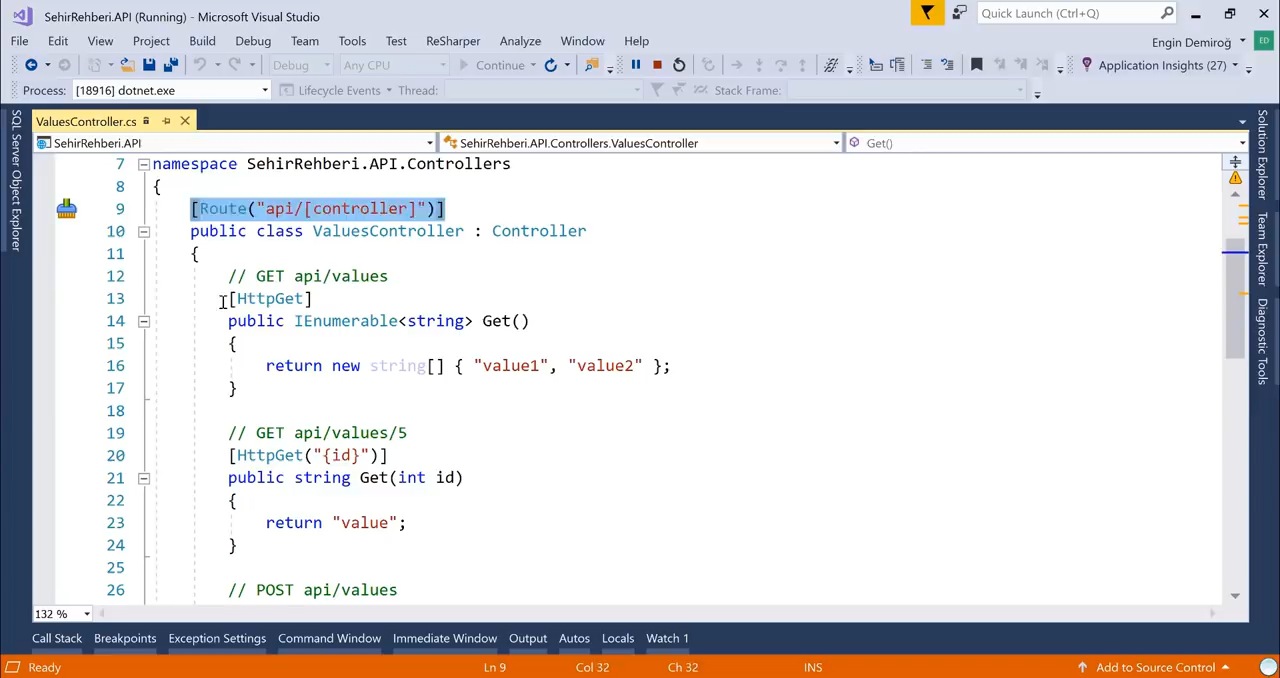 SehirRehberi.API (Running) - Microsoft Visual Studio
Quick Launch (Ctrl+Q)
File Edit View Project Build Debug Team Tools Test ReSharper Analyze Window Help
Engin Demiroğ ED
Debug Any CPU Continue Application Insights (27)
Process: [18916] dotnet.exe Lifecycle Events Thread: Stack Frame:
ValuesController.cs
SehirRehberi.API SehirRehberi.API.Controllers.ValuesController Get()
7 namespace SehirRehberi.API.Controllers
8 {
9 [Route("api/[controller]")]
10 public class ValuesController : Controller
11 {
12 // GET api/values
13 [HttpGet]
14 public IEnumerable<string> Get()
15 {
16 return new string[] { "value1", "value2" };
17 }
18
19 // GET api/values/5
20 [HttpGet("{id}")]
21 public string Get(int id)
22 {
23 return "value";
24 }
25
26 // POST api/values
SQL Server Object Explorer
Solution Explorer
Team Explorer
Diagnostic Tools
132 %
Call Stack Breakpoints Exception Settings Command Window Immediate Window Output Autos Locals Watch 1
Ready Ln 9 Col 32 Ch 32 INS Add to Source Control